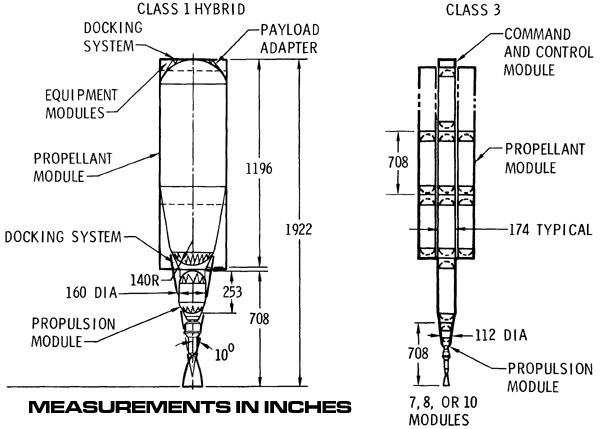 CLASS 1 HYBRID
DOCKING
SYSTEM
PAYLOAD
ADAPTER
EQUIPMENT
MODULES
PROPELLANT
MODULE
1196
1922
DOCKING SYSTEM
140R
160 DIA
253
708
PROPULSION
MODULE
10°
CLASS 3
COMMAND
AND CONTROL
MODULE
708
PROPELLANT
MODULE
174 TYPICAL
112 DIA
708
PROPULSION
MODULE
7, 8, OR 10
MODULES
MEASUREMENTS IN INCHES